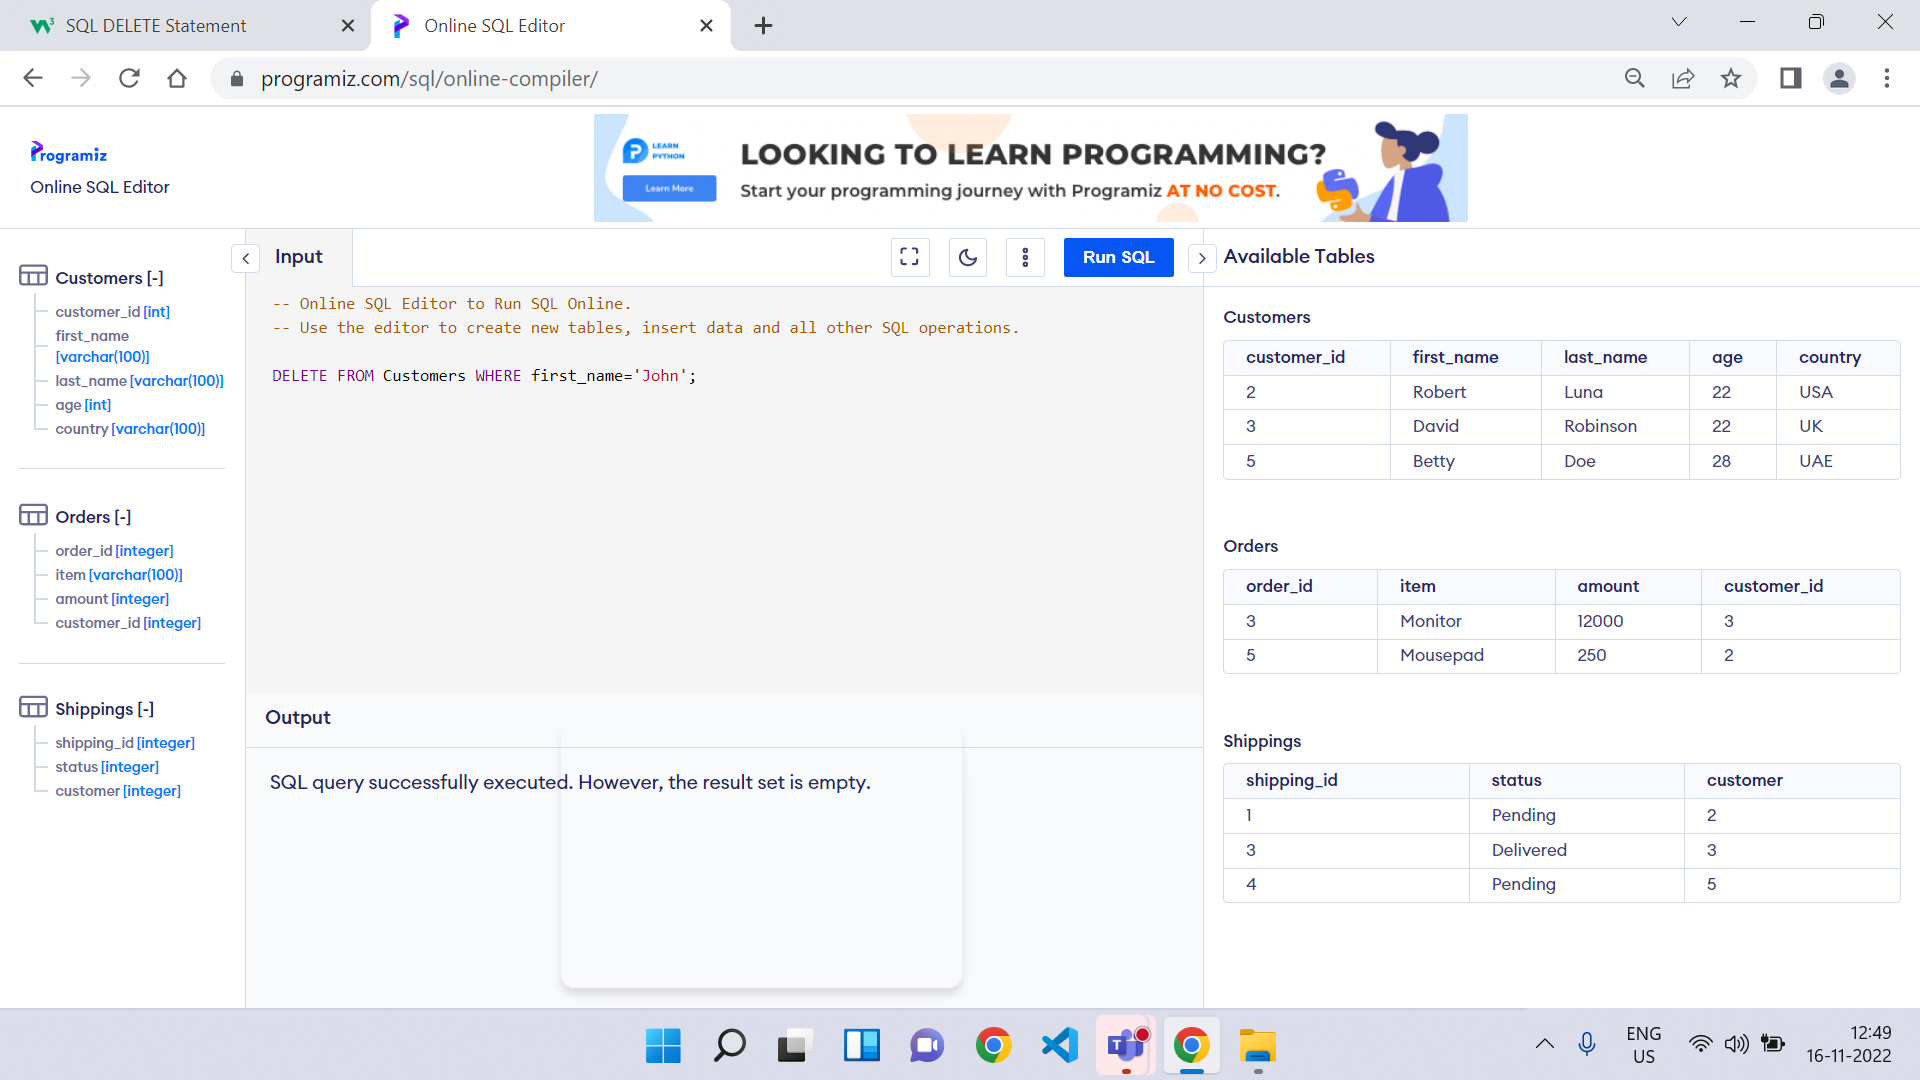 SQL DELETE Statement
Online SQL Editor
programiz.com/sql/online-compiler/
Programiz
Online SQL Editor
LEARN
PYTHON
Learn More
LOOKING TO LEARN PROGRAMMING?
Start your programming journey with Programiz AT NO COST.
Customers [-]
customer_id [int]
first_name
[varchar(100)]
last_name [varchar(100)]
age [int]
country [varchar(100)]
Orders [-]
order_id [integer]
item [varchar(100)]
amount [integer]
customer_id [integer]
Shippings [-]
shipping_id [integer]
status [integer]
customer [integer]
Input
Run SQL
-- Online SQL Editor to Run SQL Online.
-- Use the editor to create new tables, insert data and all other SQL operations.
DELETE FROM Customers WHERE first_name='John';
Output
SQL query successfully executed. However, the result set is empty.
Available Tables
Customers
customer_id first_name last_name age country
2 Robert Luna 22 USA
3 David Robinson 22 UK
5 Betty Doe 28 UAE
Orders
order_id item amount customer_id
3 Monitor 12000 3
5 Mousepad 250 2
Shippings
shipping_id status customer
1 Pending 2
3 Delivered 3
4 Pending 5
ENG
US
12:49
16-11-2022